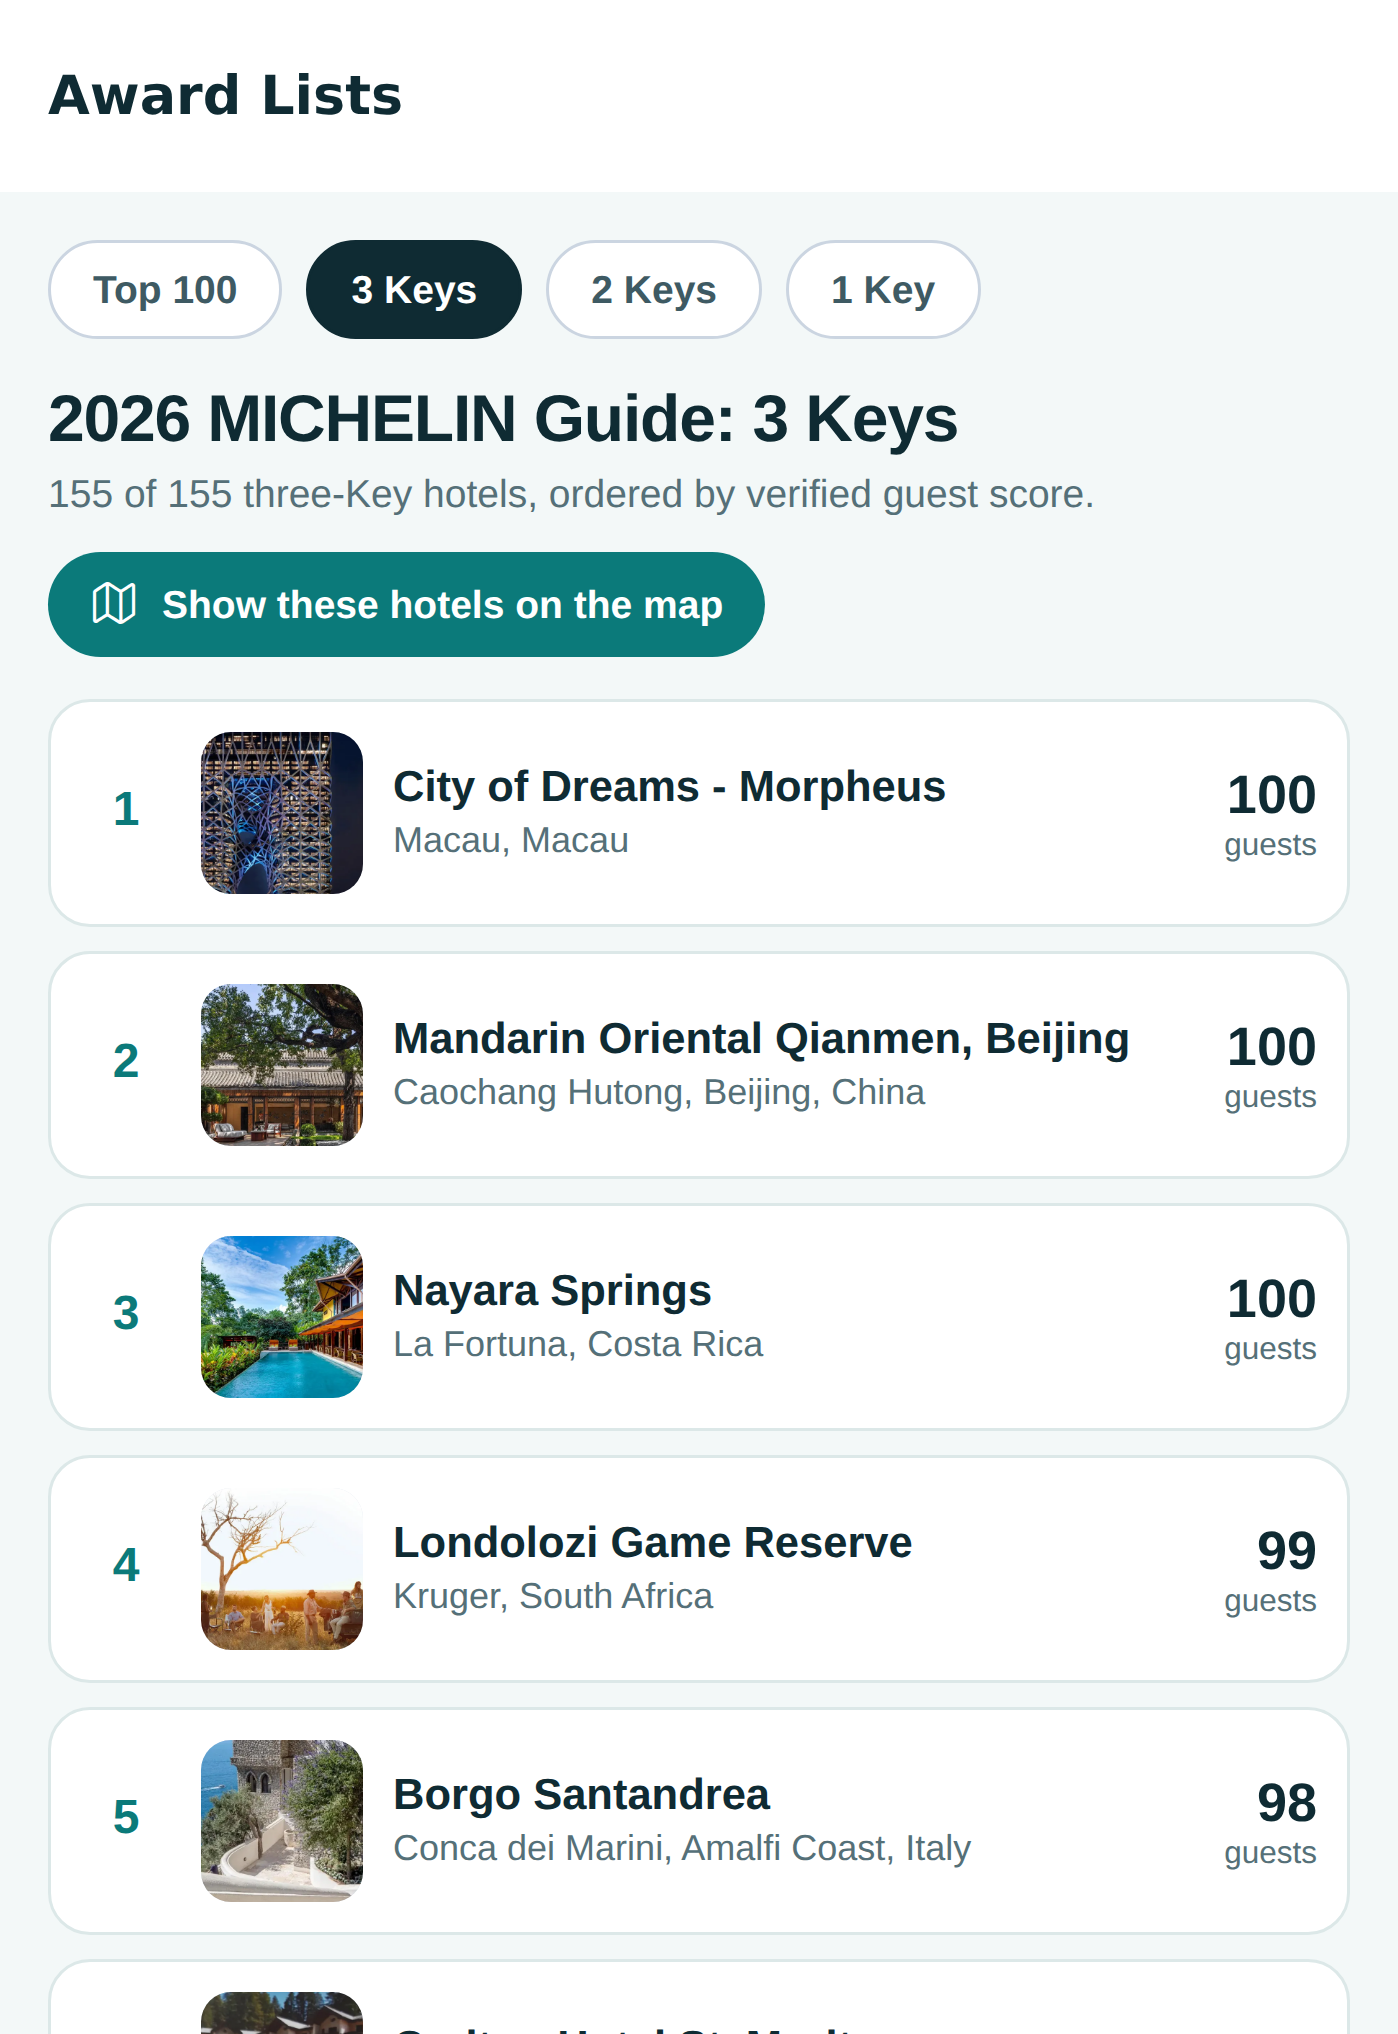 Award Lists
Top 100
3 Keys
2 Keys
1 Key
2026 MICHELIN Guide: 3 Keys
155 of 155 three-Key hotels, ordered by verified guest score.
Show these hotels on the map
1
City of Dreams - Morpheus
Macau, Macau
100
guests
2
Mandarin Oriental Qianmen, Beijing
Caochang Hutong, Beijing, China
100
guests
3
Nayara Springs
La Fortuna, Costa Rica
100
guests
4
Londolozi Game Reserve
Kruger, South Africa
99
guests
5
Borgo Santandrea
Conca dei Marini, Amalfi Coast, Italy
98
guests